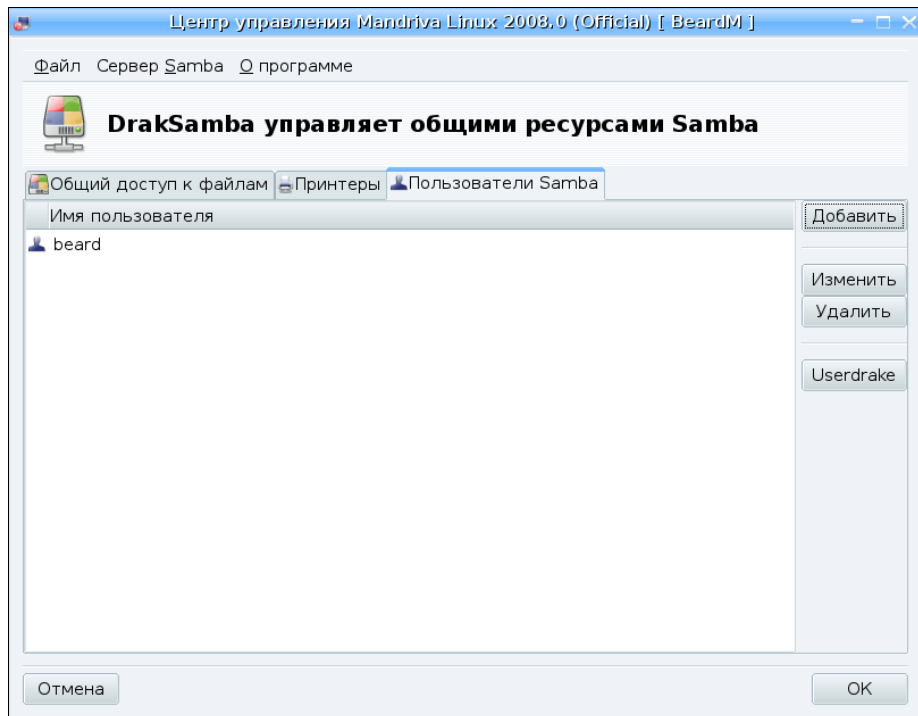 Центр управления Mandriva Linux 2008.0 (Official) [ BeardM ]
Файл Сервер Samba О программе
DrakSamba управляет общими ресурсами Samba
Общий доступ к файлам Принтеры Пользователи Samba
Имя пользователя
Добавить
beard
Изменить
Удалить
Userdrake
Отмена
OK